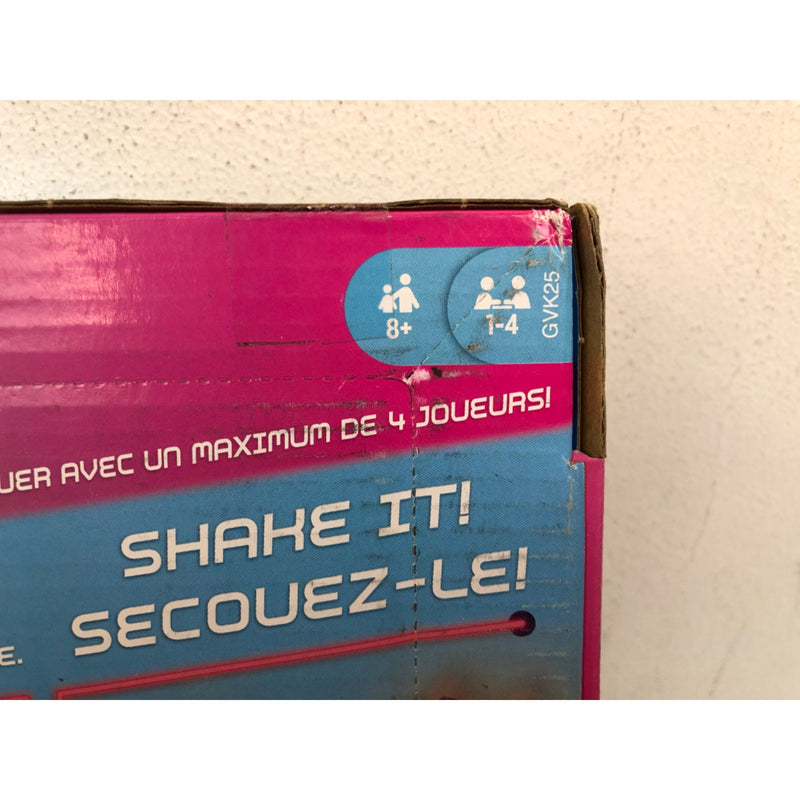 8+
1-4
GVK25
UER AVEC UN MAXIMUM DE 4 JOUEURS!
SHAKE IT!
SECOUEZ-LE!
E.